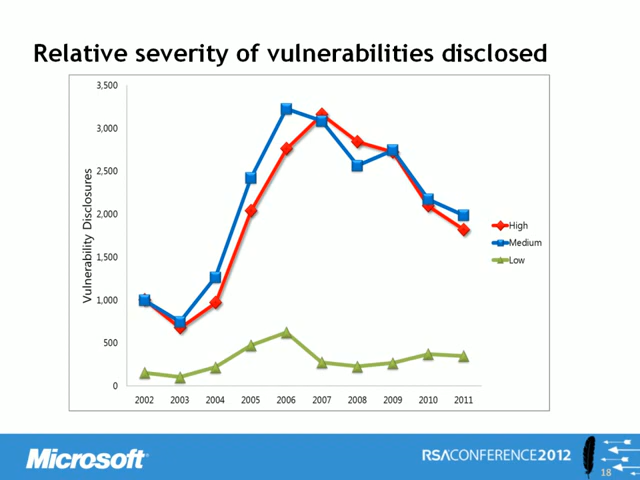 Relative severity of vulnerabilities disclosed
3,500
3,000
2,500
2,000
1,500
1,000
500
0
Vulnerability Disclosures
2002 2003 2004 2005 2006 2007 2008 2009 2010 2011
High
Medium
Low
Microsoft®
RSACONFERENCE2012
18